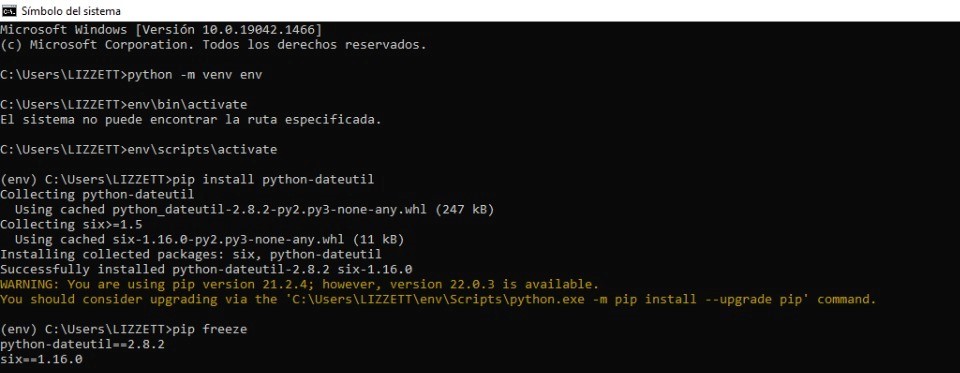 Símbolo del sistema
Microsoft Windows [Versión 10.0.19042.1466]
(c) Microsoft Corporation. Todos los derechos reservados.
C:\Users\LIZZETT>python -m venv env
C:\Users\LIZZETT>env\bin\activate
El sistema no puede encontrar la ruta especificada.
C:\Users\LIZZETT>env\scripts\activate
(env) C:\Users\LIZZETT>pip install python-dateutil
Collecting python-dateutil
  Using cached python_dateutil-2.8.2-py2.py3-none-any.whl (247 kB)
Collecting six>=1.5
  Using cached six-1.16.0-py2.py3-none-any.whl (11 kB)
Installing collected packages: six, python-dateutil
Successfully installed python-dateutil-2.8.2 six-1.16.0
WARNING: You are using pip version 21.2.4; however, version 22.0.3 is available.
You should consider upgrading via the 'C:\Users\LIZZETT\env\Scripts\python.exe -m pip install --upgrade pip' command.
(env) C:\Users\LIZZETT>pip freeze
python-dateutil==2.8.2
six==1.16.0